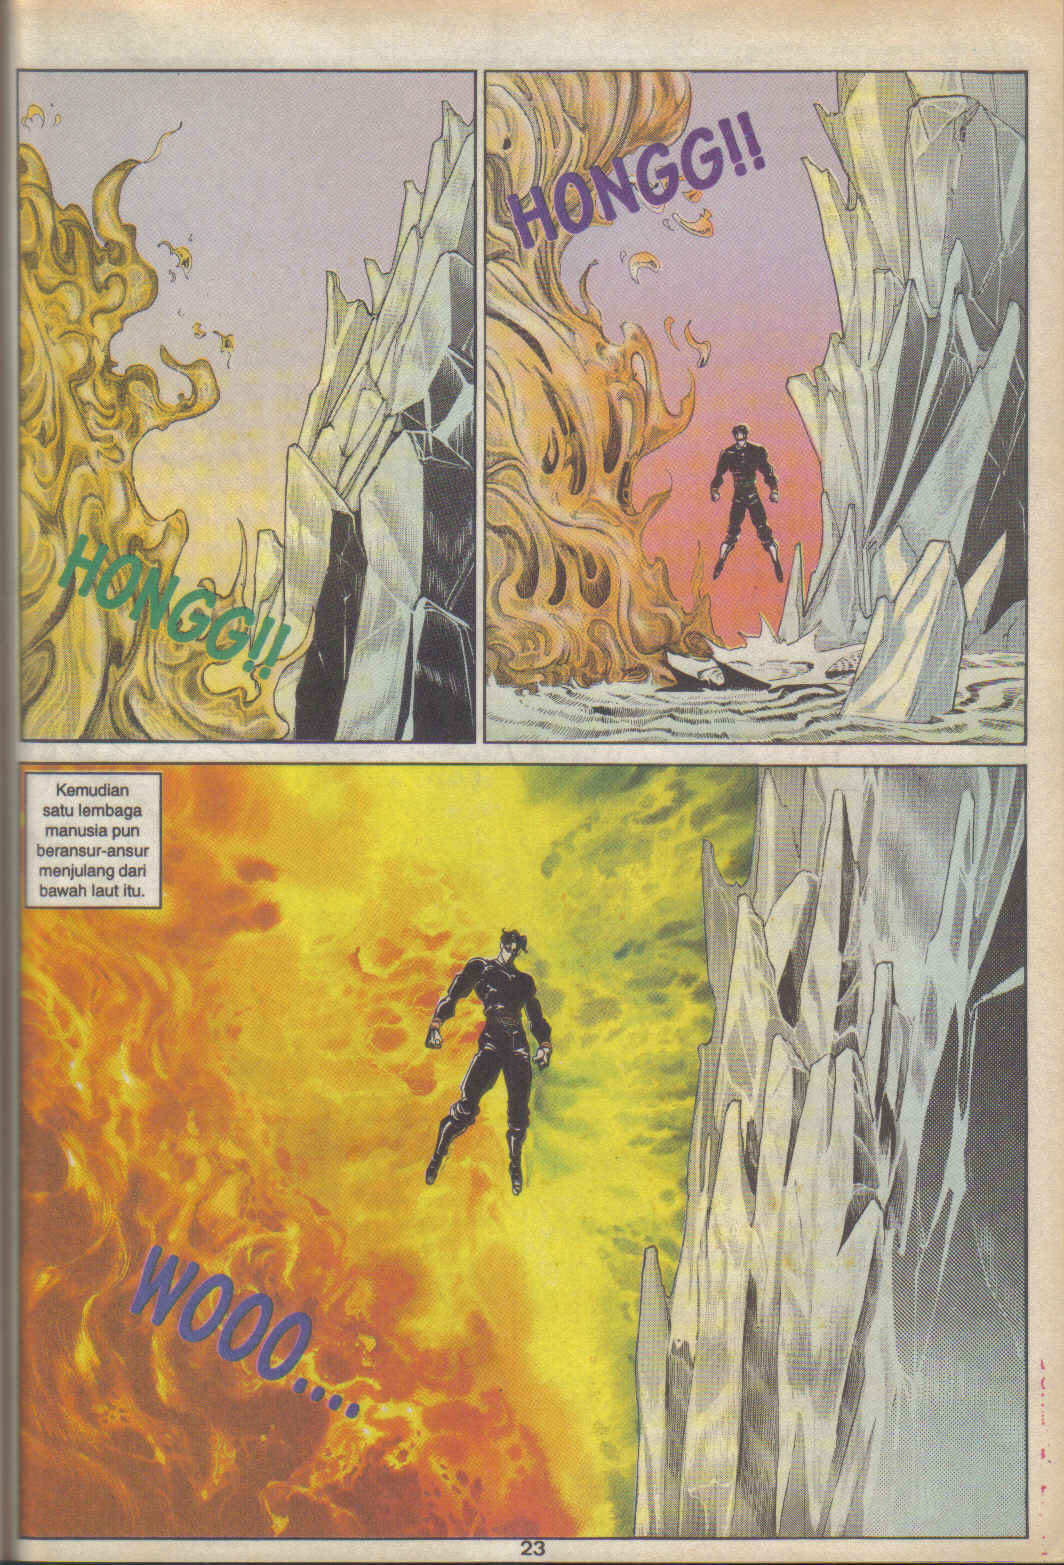 HONGG!!
HONGG!!
Kemudian
satu lembaga
manusia pun
beransur-ansur
menjulang dari
bawah laut itu.
WOOO....
23